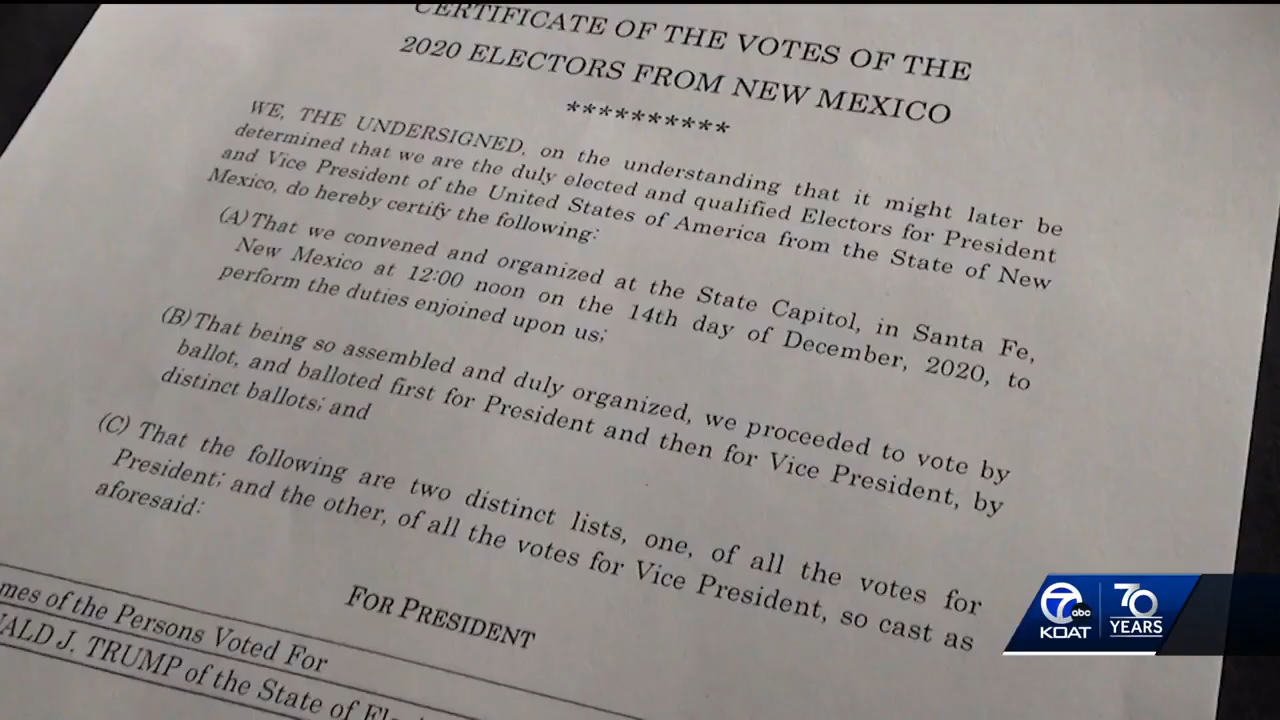 CERTIFICATE OF THE VOTES OF THE
2020 ELECTORS FROM NEW MEXICO
**********
WE, THE UNDERSIGNED, on the understanding that it might later be
determined that we are the duly elected and qualified Electors for President
and Vice President of the United States of America from the State of New
Mexico, do hereby certify the following:
(A) That we convened and organized at the State Capitol, in Santa Fe,
New Mexico at 12:00 noon on the 14th day of December, 2020, to
perform the duties enjoined upon us;
(B) That being so assembled and duly organized, we proceeded to vote by
ballot, and balloted first for President and then for Vice President, by
distinct ballots; and
(C) That the following are two distinct lists, one, of all the votes for
President; and the other, of all the votes for Vice President, so cast as
aforesaid:
FOR PRESIDENT
mes of the Persons Voted For
NALD J. TRUMP of the State of Fl
7 abc
KOAT
70
YEARS